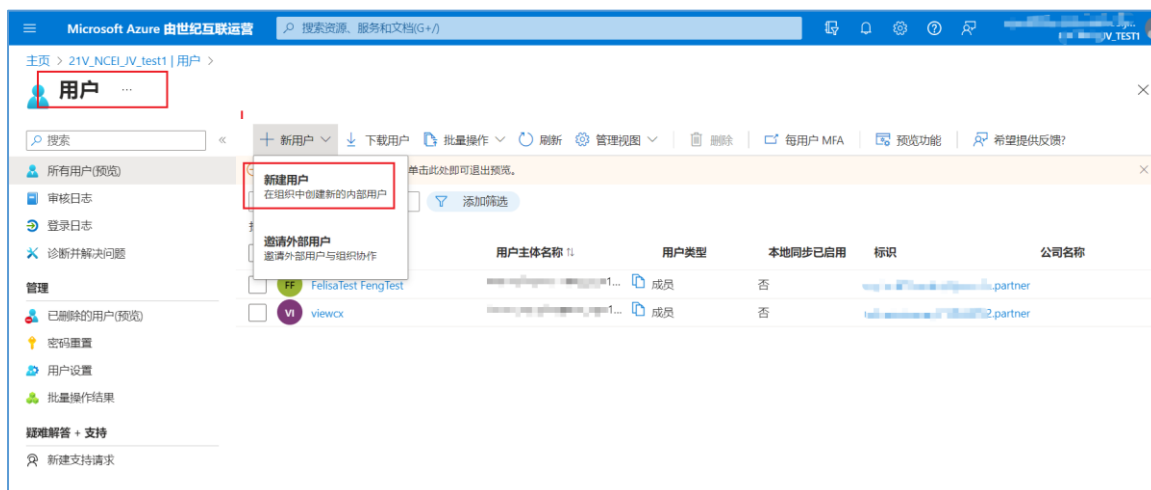 Microsoft Azure 由世纪互联运营
搜索资源、服务和文档(G+/)
JV_TEST1
主页 > 21V_NCEI_JV_test1 | 用户 >
用户 ...
搜索
新用户 下载用户 批量操作 刷新 管理视图 删除 每用户 MFA 预览功能 希望提供反馈?
所有用户(预览)
审核日志
登录日志
诊断并解决问题
管理
已删除的用户(预览)
密码重置
用户设置
批量操作结果
疑难解答 + 支持
新建支持请求
新建用户
在组织中创建新的内部用户
邀请外部用户
邀请外部用户与组织协作
单击此处即可退出预览。
添加筛选
用户主体名称 用户类型 本地同步已启用 标识 公司名称
FF FelisaTest FengTest 1... 成员 否 .partner
VI viewcx 1... 成员 否 2.partner